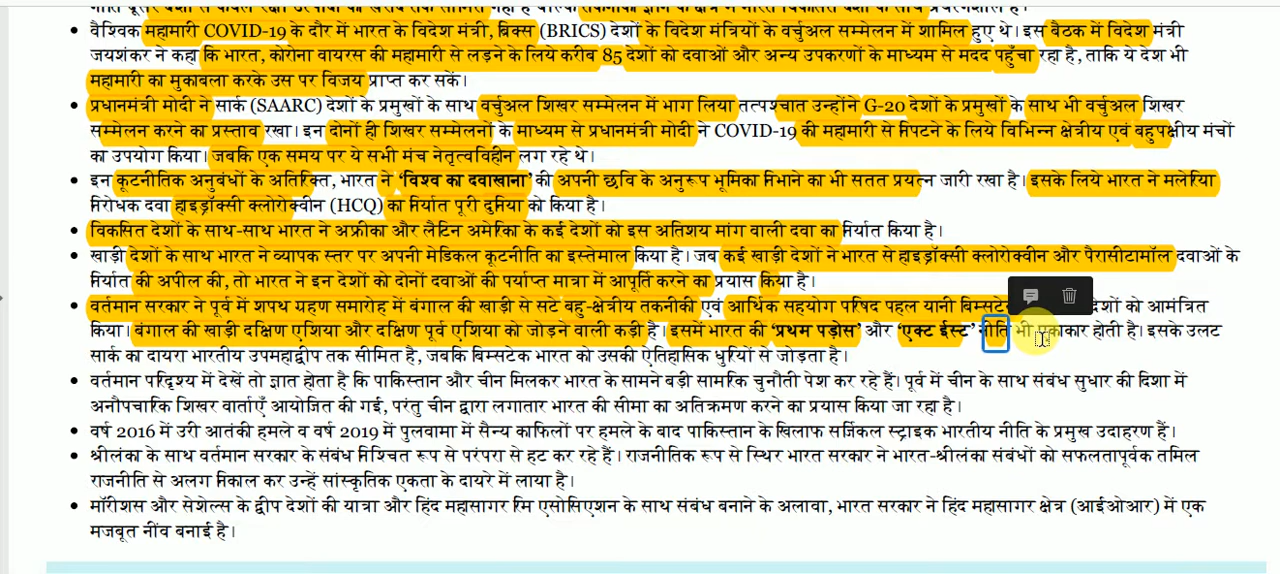 • वैश्विक महामारी COVID-19 के दौर में भारत के विदेश मंत्री, ब्रिक्स (BRICS) देशों के विदेश मंत्रियों के वर्चुअल सम्मेलन में शामिल हुए थे। इस बैठक में विदेश मंत्री
जयशंकर ने कहा कि भारत, कोरोना वायरस की महामारी से लड़ने के लिये करीब 85 देशों को दवाओं और अन्य उपकरणों के माध्यम से मदद पहुँचा रहा है, ताकि ये देश भी
महामारी का मुकाबला करके उस पर विजय प्राप्त कर सकें।
• प्रधानमंत्री मोदी ने सार्क (SAARC) देशों के प्रमुखों के साथ वर्चुअल शिखर सम्मेलन में भाग लिया तत्पश्चात उन्होंने G-20 देशों के प्रमुखों के साथ भी वर्चुअल शिखर
सम्मेलन करने का प्रस्ताव रखा। इन दोनों ही शिखर सम्मेलनों के माध्यम से प्रधानमंत्री मोदी ने COVID-19 की महामारी से निपटने के लिये विभिन्न क्षेत्रीय एवं बहुपक्षीय मंचों
का उपयोग किया। जबकि एक समय पर ये सभी मंच नेतृत्वविहीन लग रहे थे।
• इन कूटनीतिक अनुबंधों के अतिरिक्त, भारत ने ‘विश्व का दवाखाना’ की अपनी छवि के अनुरूप भूमिका निभाने का भी सतत प्रयत्न जारी रखा है। इसके लिये भारत ने मलेरिया
निरोधक दवा हाइड्रॉक्सी क्लोरोक्वीन (HCQ) का निर्यात पूरी दुनिया को किया है।
• विकसित देशों के साथ-साथ भारत ने अफ्रीका और लैटिन अमेरिका के कई देशों को इस अतिशय मांग वाली दवा का निर्यात किया है।
• खाड़ी देशों के साथ भारत ने व्यापक स्तर पर अपनी मेडिकल कूटनीति का इस्तेमाल किया है। जब कई खाड़ी देशों ने भारत से हाइड्रॉक्सी क्लोरोक्वीन और पैरासीटामॉल दवाओं के
निर्यात की अपील की, तो भारत ने इन देशों को दोनों दवाओं की पर्याप्त मात्रा में आपूर्ति करने का प्रयास किया है।
• वर्तमान सरकार ने पूर्व में शपथ ग्रहण समारोह में बंगाल की खाड़ी से सटे बहु-क्षेत्रीय तकनीकी एवं आर्थिक सहयोग परिषद पहल यानी बिम्सटेक देशों को आमंत्रित
किया। बंगाल की खाड़ी दक्षिण एशिया और दक्षिण पूर्व एशिया को जोड़ने वाली कड़ी है। इसमें भारत की ‘प्रथम पड़ोस’ और ‘एक्ट ईस्ट’ नीति भी एकाकार होती है। इसके उलट
सार्क का दायरा भारतीय उपमहाद्वीप तक सीमित है, जबकि बिम्सटेक भारत को उसकी ऐतिहासिक धुरियों से जोड़ता है।
• वर्तमान परिदृश्य में देखें तो ज्ञात होता है कि पाकिस्तान और चीन मिलकर भारत के सामने बड़ी सामरिक चुनौती पेश कर रहे हैं। पूर्व में चीन के साथ संबंध सुधार की दिशा में
अनौपचारिक शिखर वार्ताएँ आयोजित की गई, परंतु चीन द्वारा लगातार भारत की सीमा का अतिक्रमण करने का प्रयास किया जा रहा है।
• वर्ष 2016 में उरी आतंकी हमले व वर्ष 2019 में पुलवामा में सैन्य काफिलों पर हमले के बाद पाकिस्तान के खिलाफ सर्जिकल स्ट्राइक भारतीय नीति के प्रमुख उदाहरण हैं।
• श्रीलंका के साथ वर्तमान सरकार के संबंध निश्चित रूप से परंपरा से हट कर रहे हैं। राजनीतिक रूप से स्थिर भारत सरकार ने भारत-श्रीलंका संबंधों को सफलतापूर्वक तमिल
राजनीति से अलग निकाल कर उन्हें सांस्कृतिक एकता के दायरे में लाया है।
• मॉरीशस और सेशेल्स के द्वीप देशों की यात्रा और हिंद महासागर रिम एसोसिएशन के साथ संबंध बनाने के अलावा, भारत सरकार ने हिंद महासागर क्षेत्र (आईओआर) में एक
मजबूत नींव बनाई है।